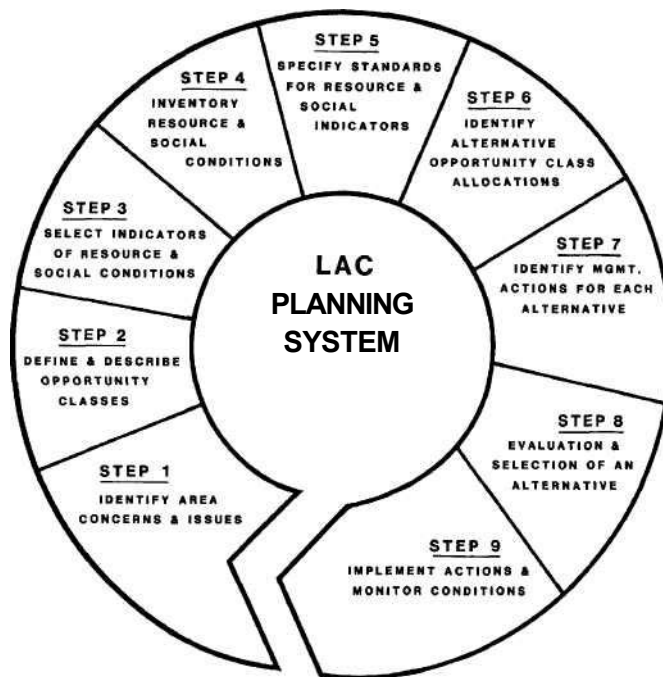 STEP 1
IDENTIFY AREA
CONCERNS & ISSUES
STEP 2
DEFINE & DESCRIBE
OPPORTUNITY
CLASSES
STEP 3
SELECT INDICATORS
OF RESOURCE &
SOCIAL CONDITIONS
STEP 4
INVENTORY
RESOURCE &
SOCIAL
CONDITIONS
STEP 5
SPECIFY STANDARDS
FOR RESOURCE &
SOCIAL
INDICATORS
STEP 6
IDENTIFY
ALTERNATIVE
OPPORTUNITY CLASS
ALLOCATIONS
STEP 7
IDENTIFY MGMT.
ACTIONS FOR EACH
ALTERNATIVE
STEP 8
EVALUATION &
SELECTION OF AN
ALTERNATIVE
STEP 9
IMPLEMENT ACTIONS &
MONITOR CONDITIONS
LAC
PLANNING
SYSTEM